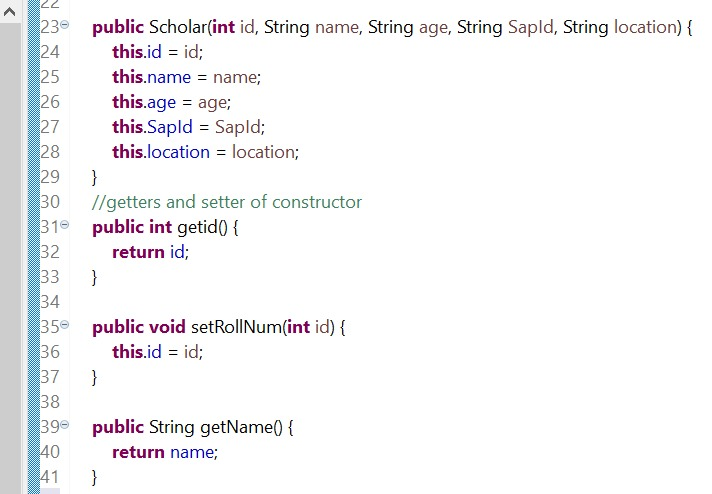 22
23 public Scholar(int id, String name, String age, String SapId, String location) {
24 this.id = id;
25 this.name = name;
26 this.age = age;
27 this.SapId = SapId;
28 this.location = location;
29 }
30 //getters and setter of constructor
31 public int getid() {
32 return id;
33 }
34
35 public void setRollNum(int id) {
36 this.id = id;
37 }
38
39 public String getName() {
40 return name;
41 }